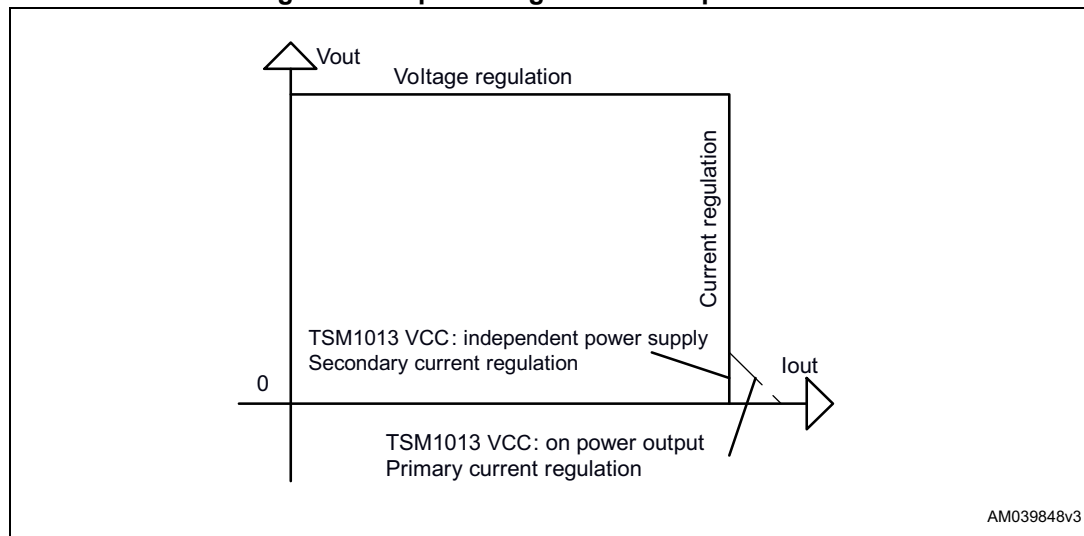 Vout
Voltage regulation
Current regulation
TSM1013 VCC: independent power supply
Secondary current regulation
Iout
0
TSM1013 VCC: on power output
Primary current regulation
AM039848v3